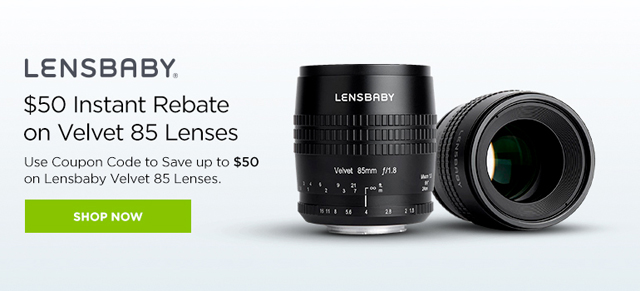 LENSBABY®
$50 Instant Rebate
on Velvet 85 Lenses
Use Coupon Code to Save up to $50
on Lensbaby Velvet 85 Lenses.
SHOP NOW
LENSBABY
Velvet 85mm f/1.8
LENSBABY